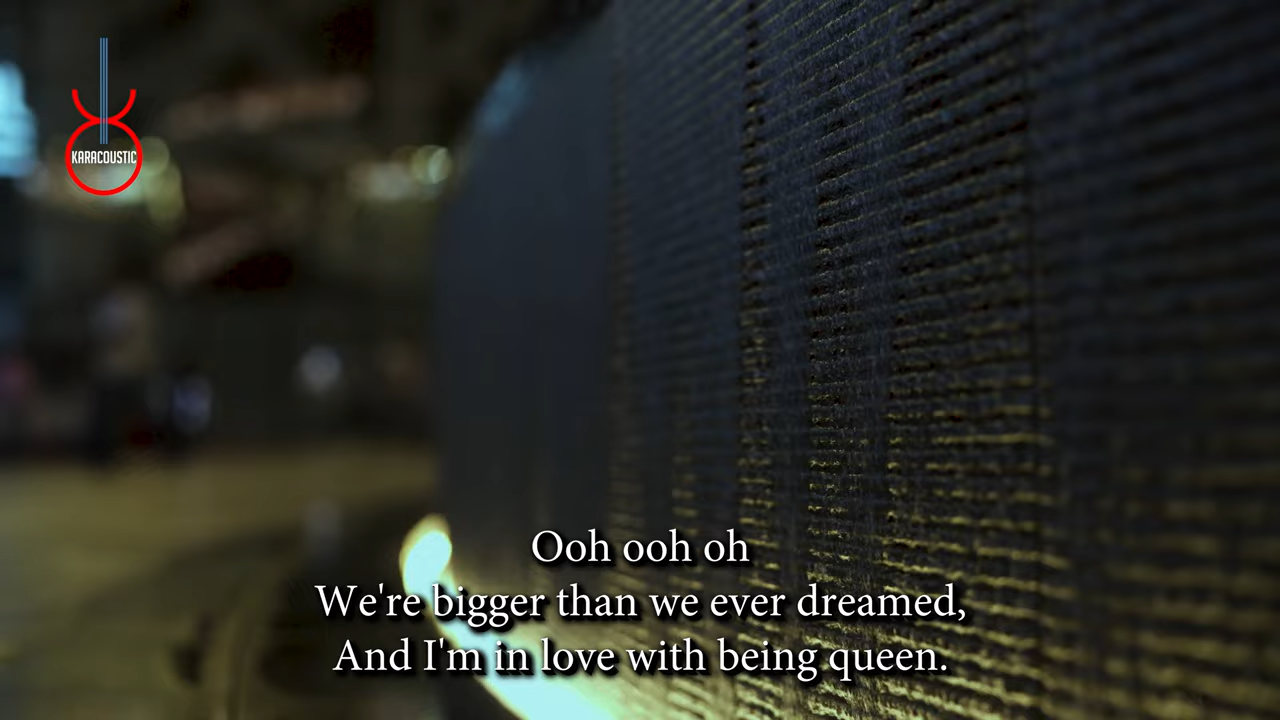 KARACOUSTIC
Ooh ooh oh
We're bigger than we ever dreamed,
And I'm in love with being queen.